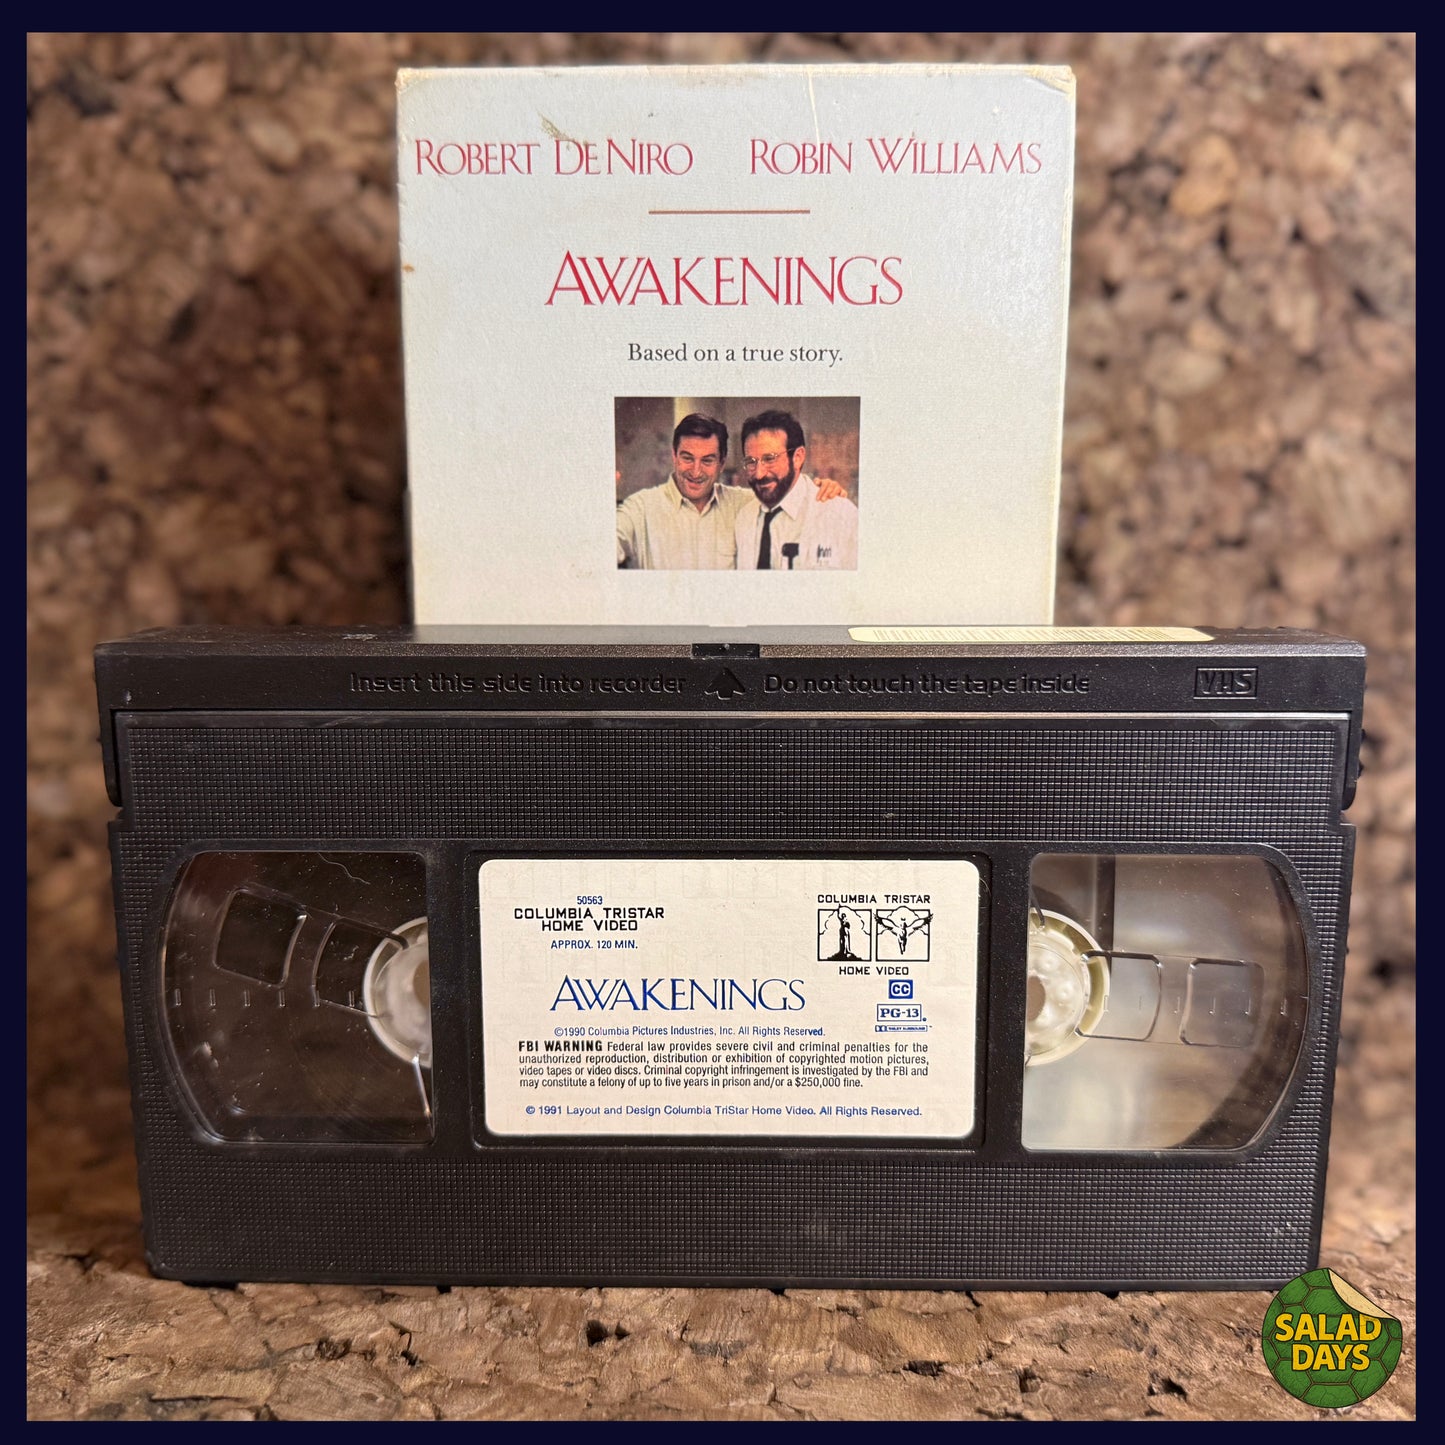 ROBERT DE NIRO ROBIN WILLIAMS
AWAKENINGS
Based on a true story.
Insert this side into recorder Do not touch the tape inside VHS
50563
COLUMBIA TRISTAR
HOME VIDEO
APPROX. 120 MIN.
COLUMBIA TRISTAR
HOME VIDEO
CC
AWAKENINGS
PG-13
©1990 Columbia Pictures Industries, Inc. All Rights Reserved.
FBI WARNING Federal law provides severe civil and criminal penalties for the
unauthorized reproduction, distribution or exhibition of copyrighted motion pictures,
video tapes or video discs. Criminal copyright infringement is investigated by the FBI and
may constitute a felony of up to five years in prison and/or a $250,000 fine.
© 1991 Layout and Design Columbia TriStar Home Video. All Rights Reserved.
SALAD
DAYS